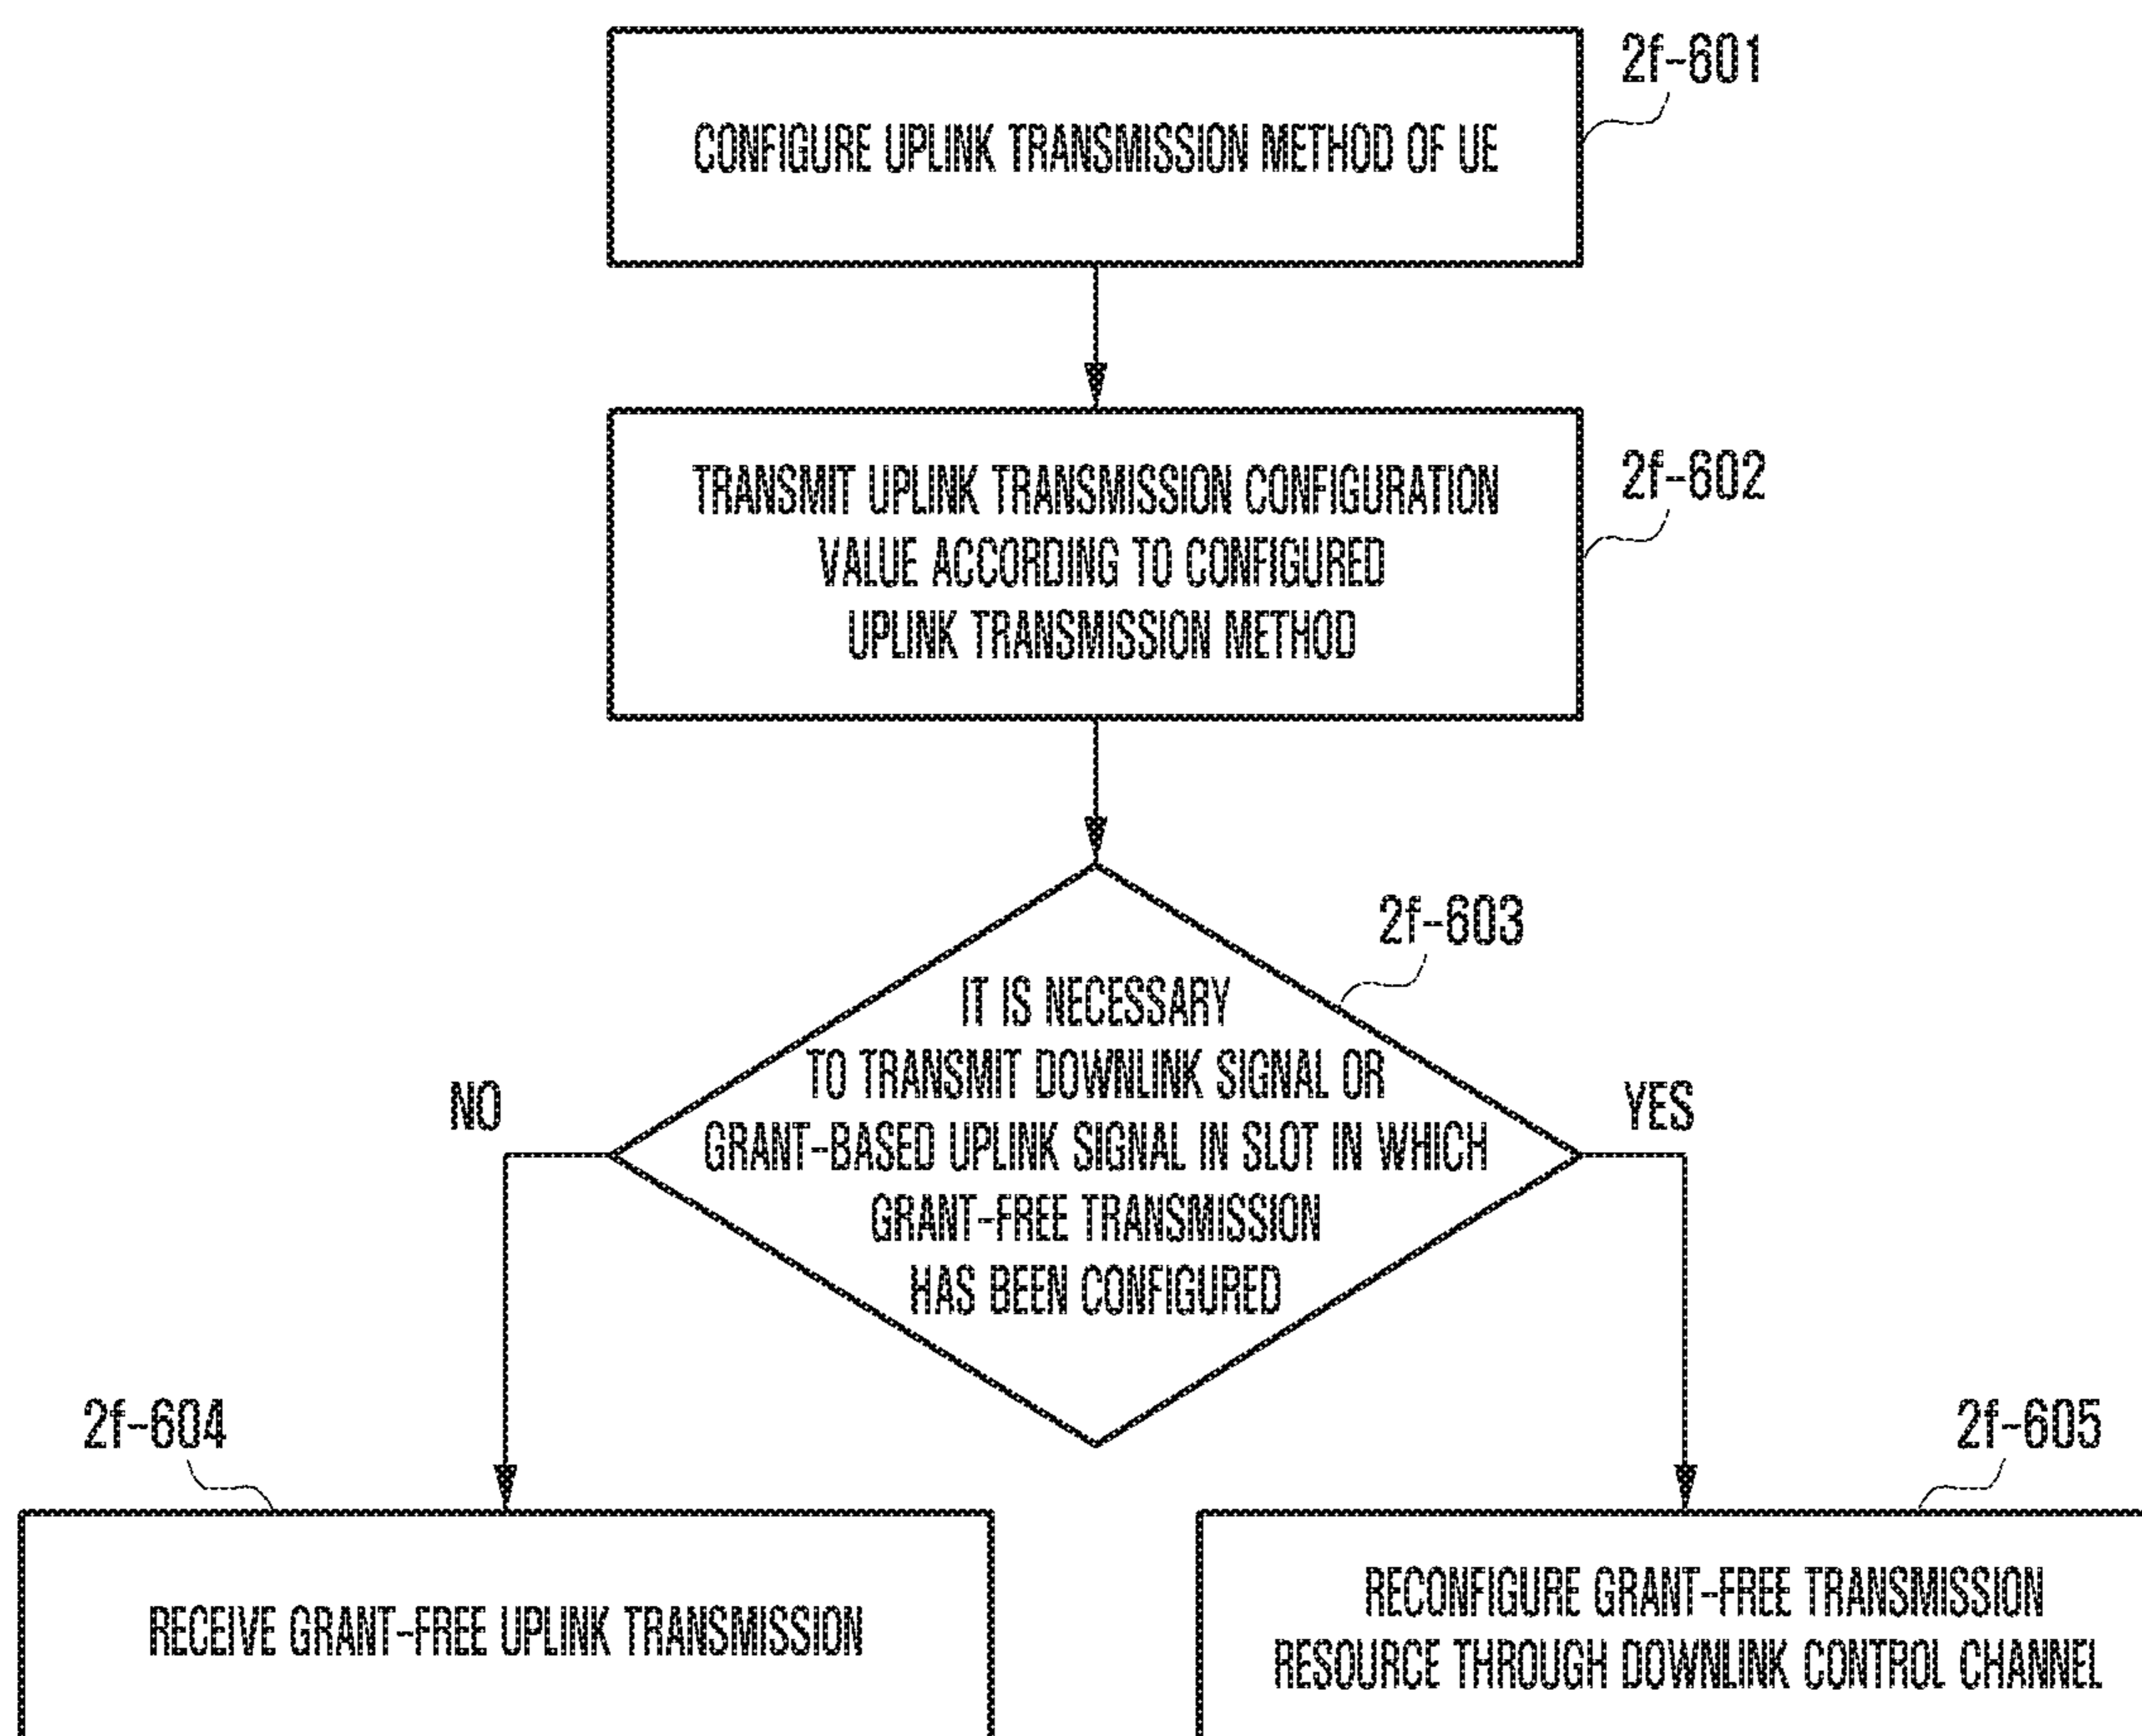 2f-601
CONFIGURE UPLINK TRANSMISSION METHOD OF UE
2f-602
TRANSMIT UPLINK TRANSMISSION CONFIGURATION
VALUE ACCORDING TO CONFIGURED
UPLINK TRANSMISSION METHOD
2f-603
IT IS NECESSARY
TO TRANSMIT DOWNLINK SIGNAL OR
GRANT-BASED UPLINK SIGNAL IN SLOT IN WHICH
GRANT-FREE TRANSMISSION
HAS BEEN CONFIGURED
NO
YES
2f-604
RECEIVE GRANT-FREE UPLINK TRANSMISSION
2f-605
RECONFIGURE GRANT-FREE TRANSMISSION
RESOURCE THROUGH DOWNLINK CONTROL CHANNEL